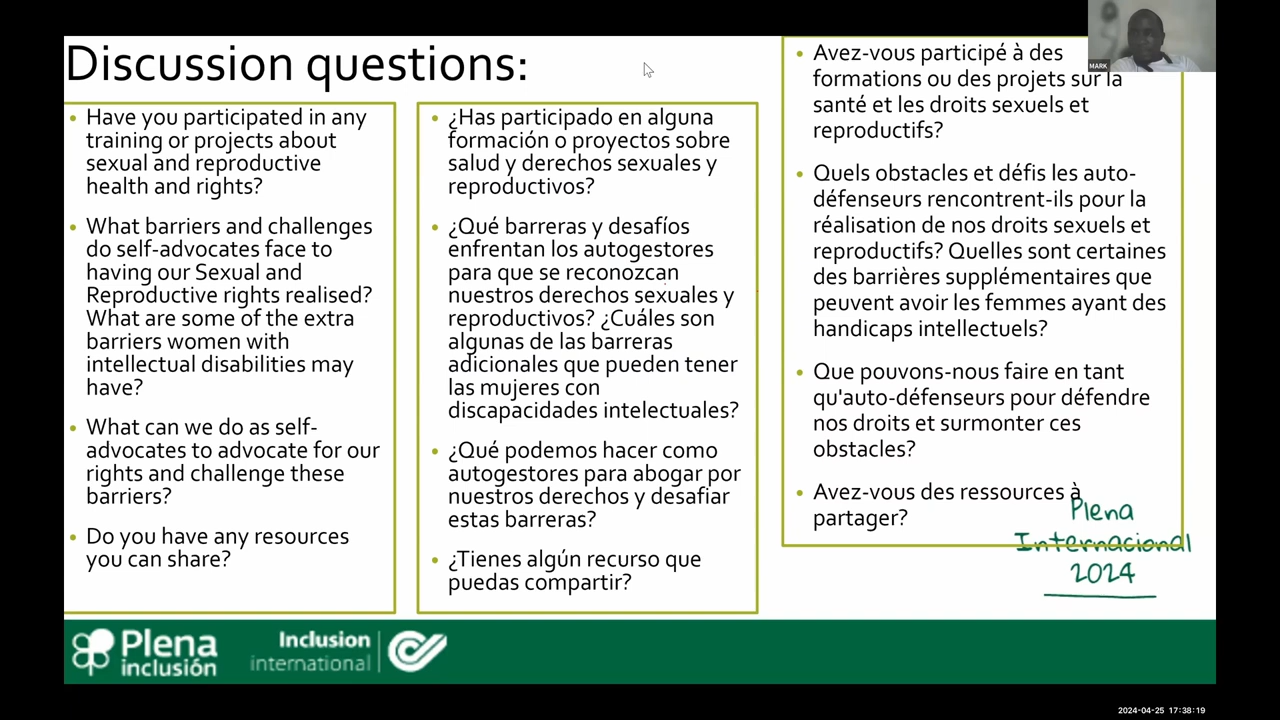 Discussion questions:
• Have you participated in any
training or projects about
sexual and reproductive
health and rights?
• What barriers and challenges
do self-advocates face to
having our Sexual and
Reproductive rights realised?
What are some of the extra
barriers women with
intellectual disabilities may
have?
• What can we do as self-
advocates to advocate for our
rights and challenge these
barriers?
• Do you have any resources
you can share?
• ¿Has participado en alguna
formación o proyectos sobre
salud y derechos sexuales y
reproductivos?
• ¿Qué barreras y desafíos
enfrentan los autogestores
para que se reconozcan
nuestros derechos sexuales y
reproductivos? ¿Cuáles son
algunas de las barreras
adicionales que pueden tener
las mujeres con
discapacidades intelectuales?
• ¿Qué podemos hacer como
autogestores para abogar por
nuestros derechos y desafiar
estas barreras?
• ¿Tienes algún recurso que
puedas compartir?
• Avez-vous participé à des
formations ou des projets sur la
santé et les droits sexuels et
reproductifs?
• Quels obstacles et défis les auto-
défenseurs rencontrent-ils pour la
réalisation de nos droits sexuels et
reproductifs? Quelles sont certaines
des barrières supplémentaires que
peuvent avoir les femmes ayant des
handicaps intellectuels?
• Que pouvons-nous faire en tant
qu'auto-défenseurs pour défendre
nos droits et surmonter ces
obstacles?
• Avez-vous des ressources à
partager?
MARK
Plena
Internacional
2024
Plena
inclusión
Inclusion
international
2024-04-25 17:38:19